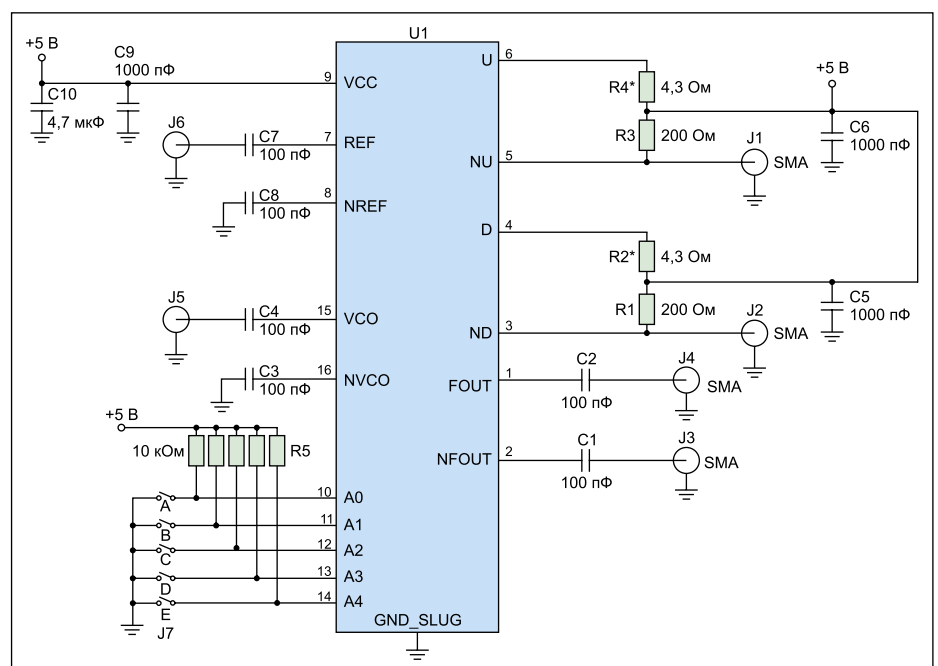 U1
+5 В
C9
1000 пФ
C10
4,7 мкФ
9
VCC
J6
C7
100 пФ
7
REF
C8
100 пФ
8
NREF
J5
C4
100 пФ
15
VCO
C3
100 пФ
16
NVCO
+5 В
10 кОм
R5
A
10
A0
B
11
A1
C
12
A2
D
13
A3
E
14
A4
J7
GND_SLUG
U
6
R4*
4,3 Ом
+5 В
R3
200 Ом
C6
1000 пФ
NU
5
J1
SMA
D
4
R2*
4,3 Ом
R1
200 Ом
C5
1000 пФ
ND
3
J2
SMA
FOUT
1
C2
100 пФ
J4
SMA
NFOUT
2
C1
100 пФ
J3
SMA